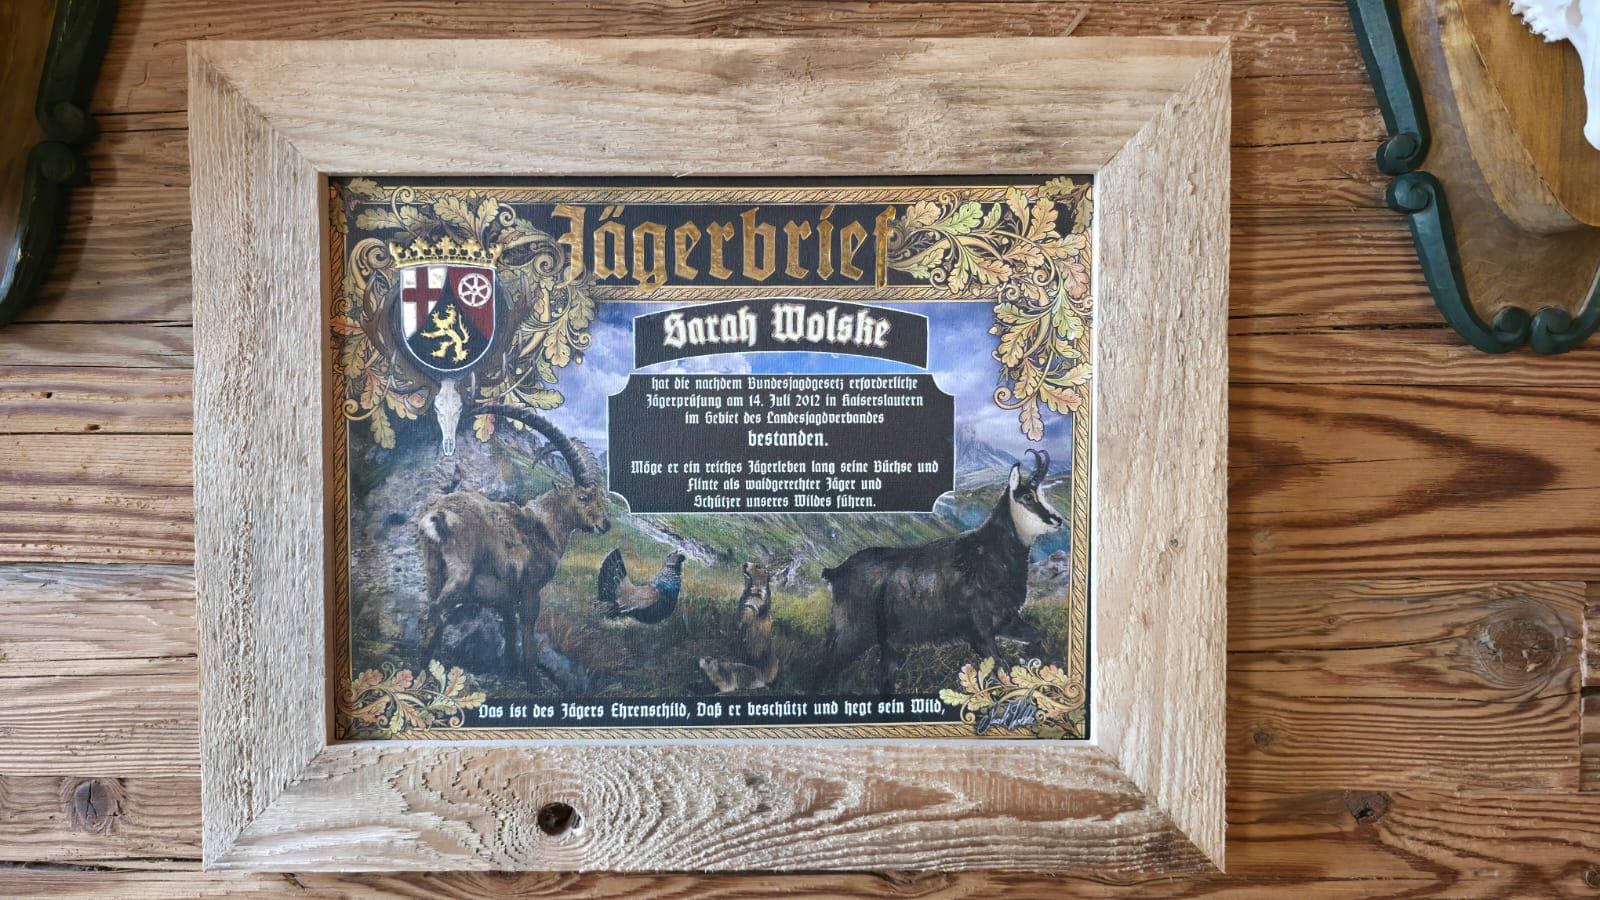 Jägerbrief
Sarah Wolske
hat die nachdem Bundesjagdgesetz erforderliche
Jägerprüfung am 14. Juli 2012 in Kaiserslautern
im Gebiet des Landesjagdverbandes
bestanden.
Möge er ein reiches Jägerleben lang seine Büchse und
Flinte als waidgerechter Jäger und
Schützer unseres Wildes führen.
Das ist des Jägers Ehrenschild, Daß er beschützt und hegt sein Wild,